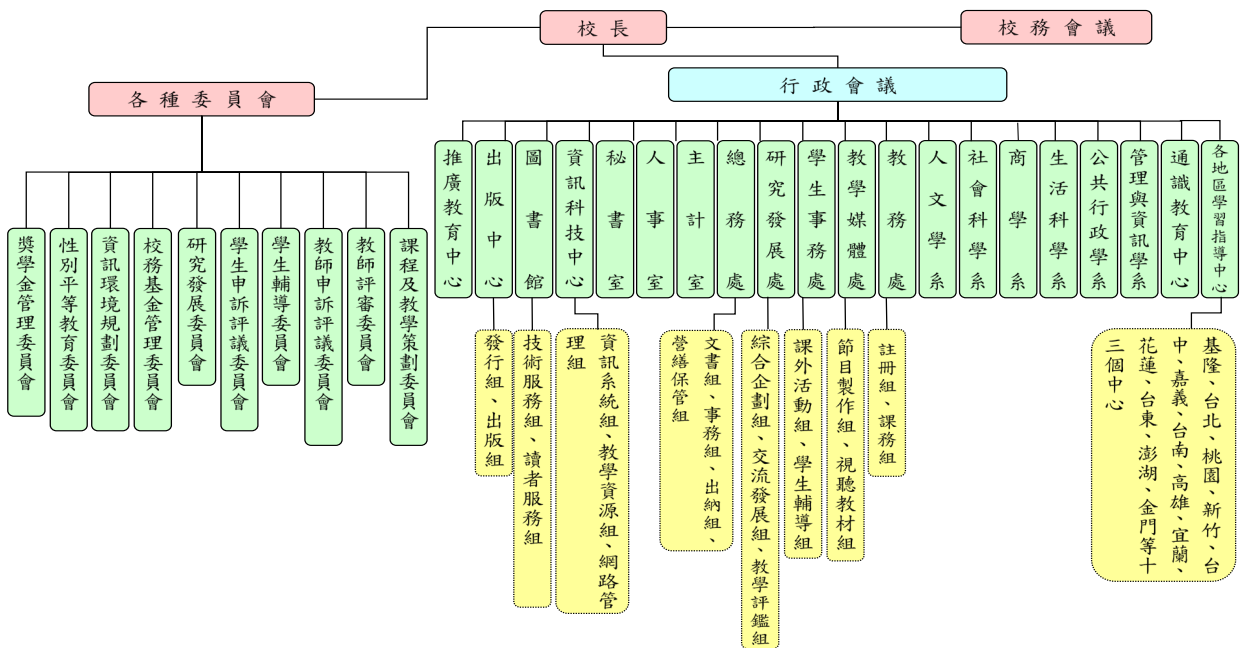 校長
校務會議
行政會議
各種委員會
獎學金管理委員會
性別平等教育委員會
資訊環境規劃委員會
校務基金管理委員會
研究發展委員會
學生申訴評議委員會
學生輔導委員會
教師申訴評議委員會
教師評審委員會
課程及教學策劃委員會
推廣教育中心
出版中心
圖書館
資訊科技中心
秘書室
人事室
主計室
總務處
研究發展處
學生事務處
教學媒體處
教務處
人文學系
社會科學系
商學系
生活科學系
公共行政學系
管理與資訊學系
通識教育中心
各地區學習指導中心
發行組、出版組
技術服務組、讀者服務組
資訊系統組、教學資源組、網路管
理組
文書組、事務組、出納組、
營繕保管組
綜合企劃組、交流發展組、教學評鑑組
課外活動組、學生輔導組
節目製作組、視聽教材組
註冊組、課務組
基隆、台北、桃園、新竹、台
中、嘉義、台南、高雄、宜蘭、
花蓮、台東、澎湖、金門等十
三個中心